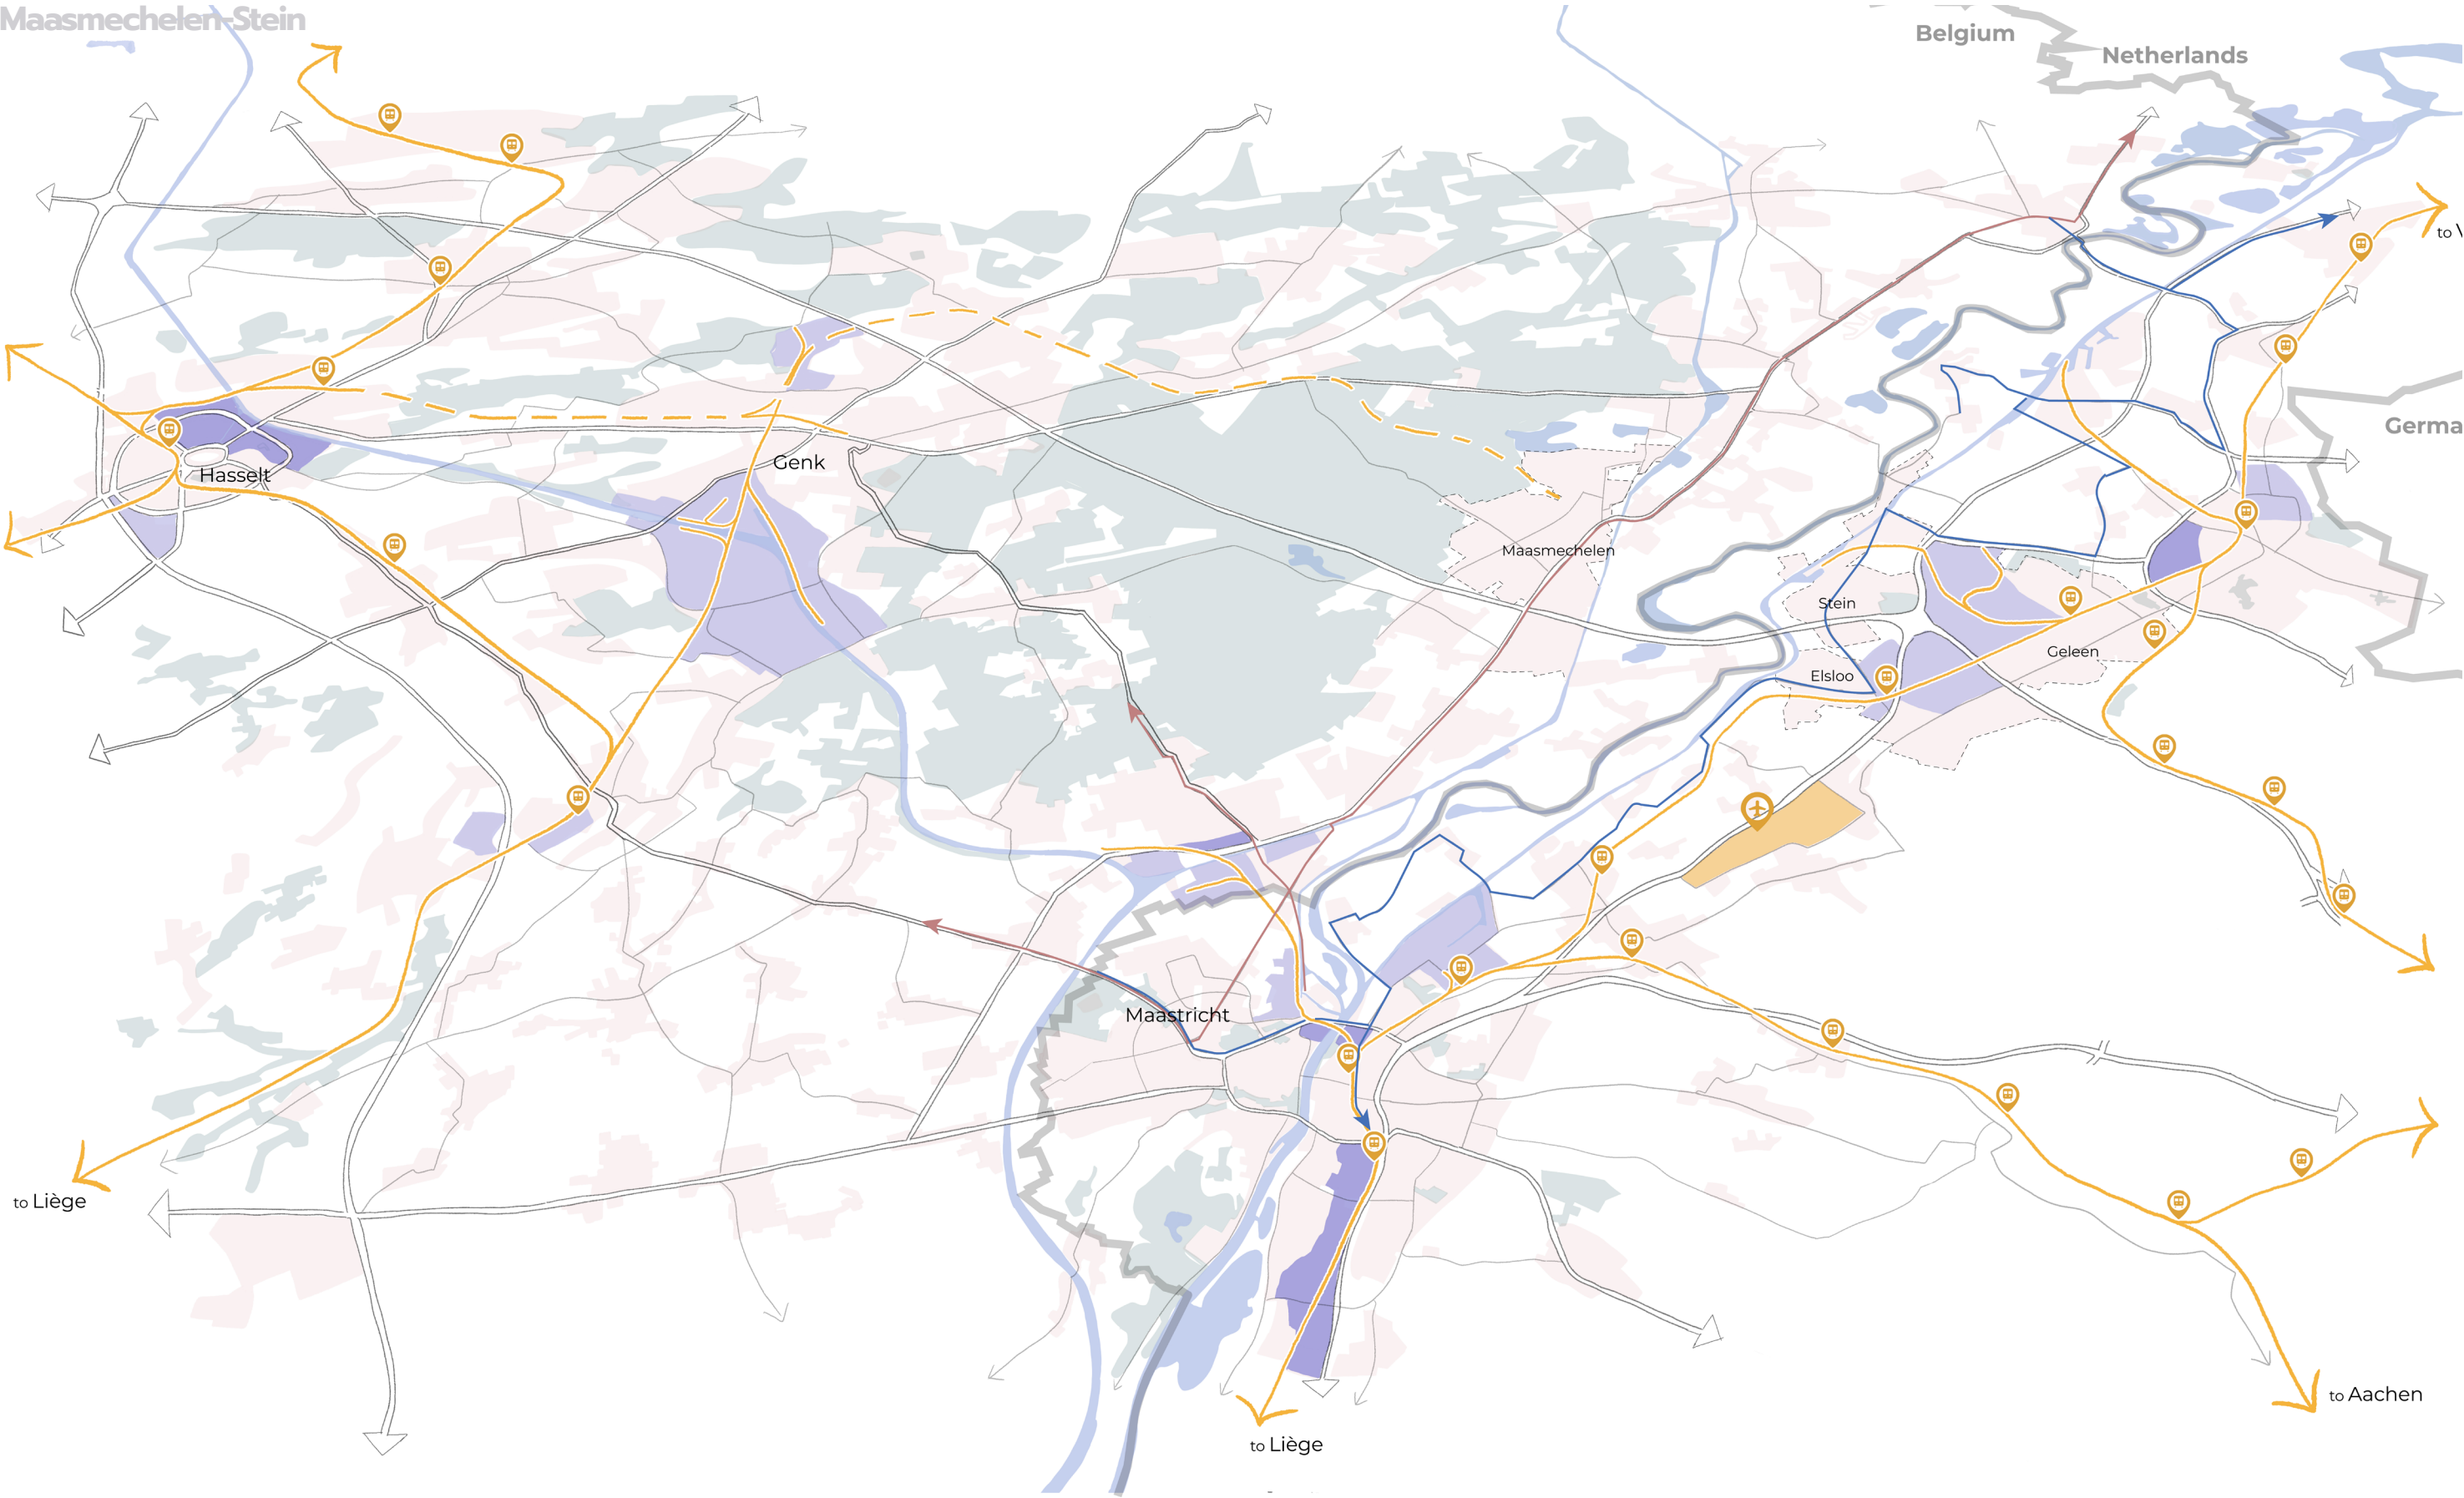 Maasmechelen-Stein
Belgium
Netherlands
to
Germa
Genk
Hasselt
Maasmechelen
Stein
Geleen
Elsloo
Maastricht
to Liège
to Aachen
to Liège